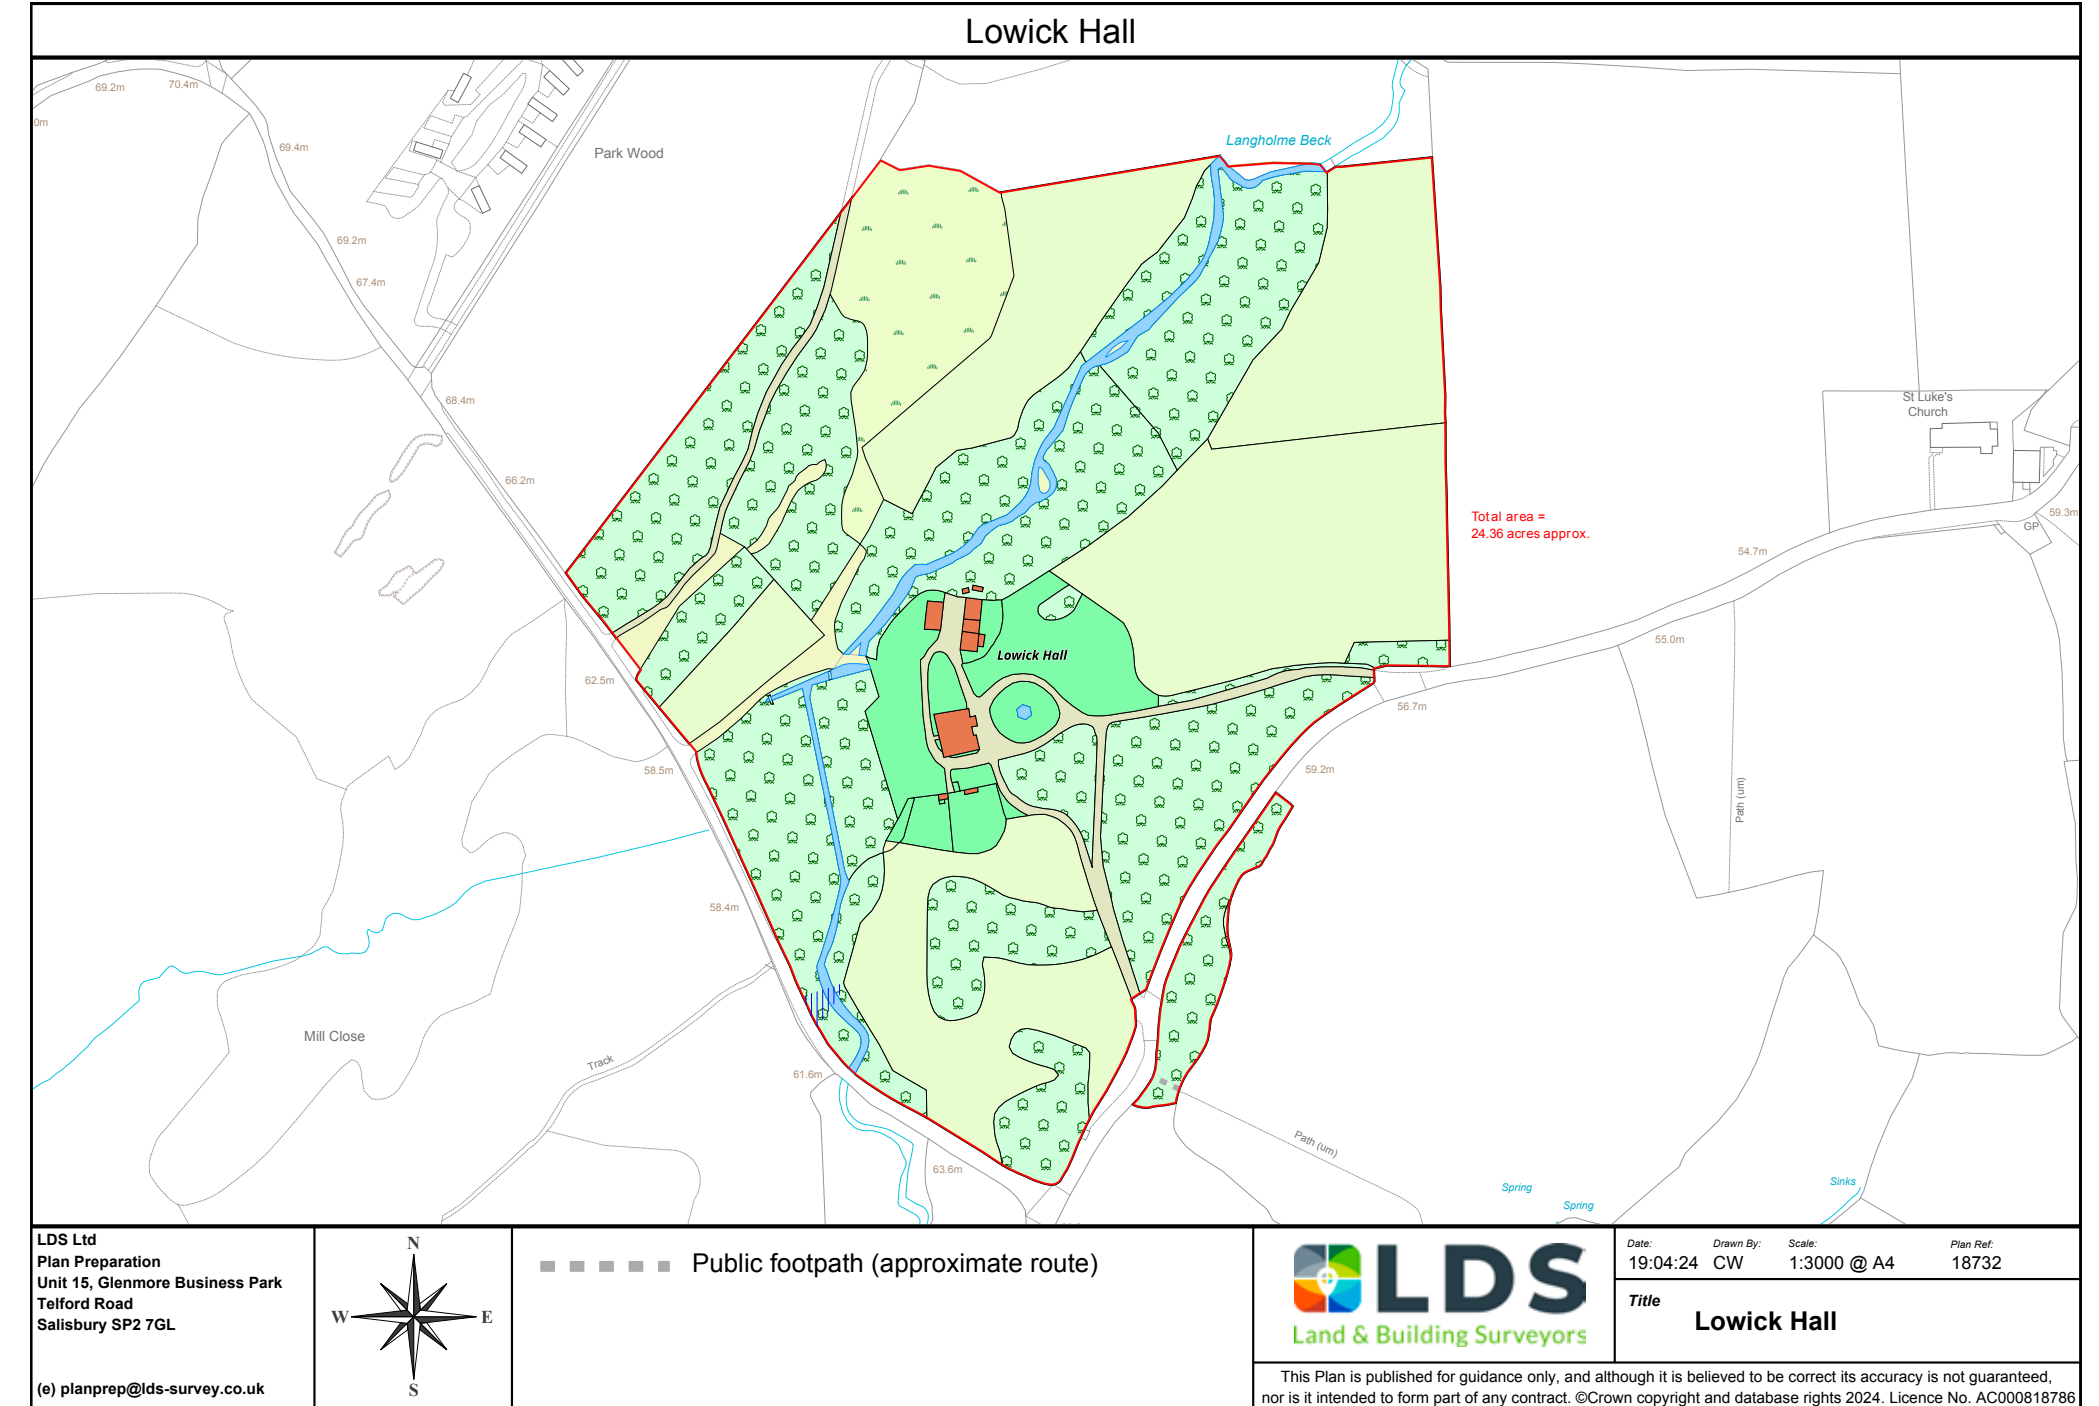 Lowick Hall
69.2m
70.4m
0m
69.4m
Park Wood
Langholme Beck
69.2m
67.4m
68.4m
66.2m
St Luke's
Church
Total area =
24.36 acres approx.
59.3m
GP
54.7m
55.0m
Lowick Hall
62.5m
56.7m
58.5m
59.2m
Path (um)
58.4m
Mill Close
Track
61.6m
Path (um)
63.6m
Spring
Spring
Sinks
LDS Ltd
Plan Preparation
Unit 15, Glenmore Business Park
Telford Road
Salisbury SP2 7GL
(e) planprep@lds-survey.co.uk
N
W
E
S
Public footpath (approximate route)
LDS
Land & Building Surveyors
Date: Drawn By: Scale: Plan Ref:
19:04:24 CW 1:3000 @ A4 18732
Title
Lowick Hall
This Plan is published for guidance only, and although it is believed to be correct its accuracy is not guaranteed,
nor is it intended to form part of any contract. ©Crown copyright and database rights 2024. Licence No. AC000818786